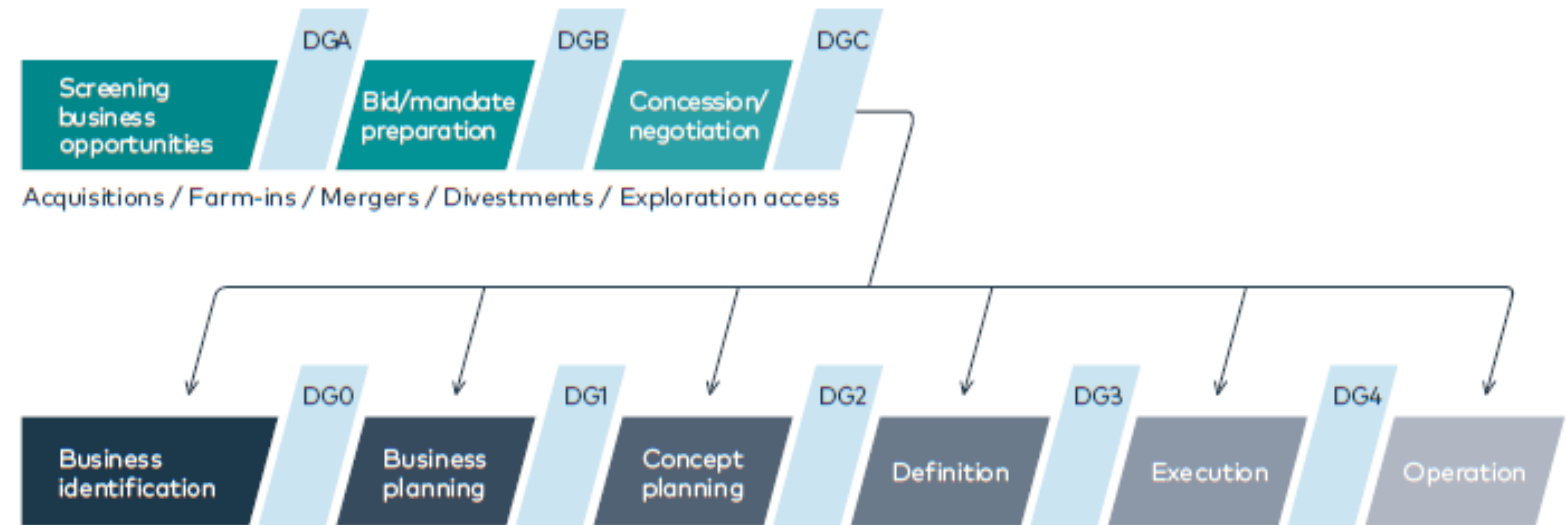 DGA
DGB
DGC
Screening
business
opportunities
Bid/mandate
preparation
Concession/
negotiation
Acquisitions / Farm-ins / Mergers / Divestments / Exploration access
DG0
DG1
DG2
DG3
DG4
Business
identification
Business
planning
Concept
planning
Definition
Execution
Operation